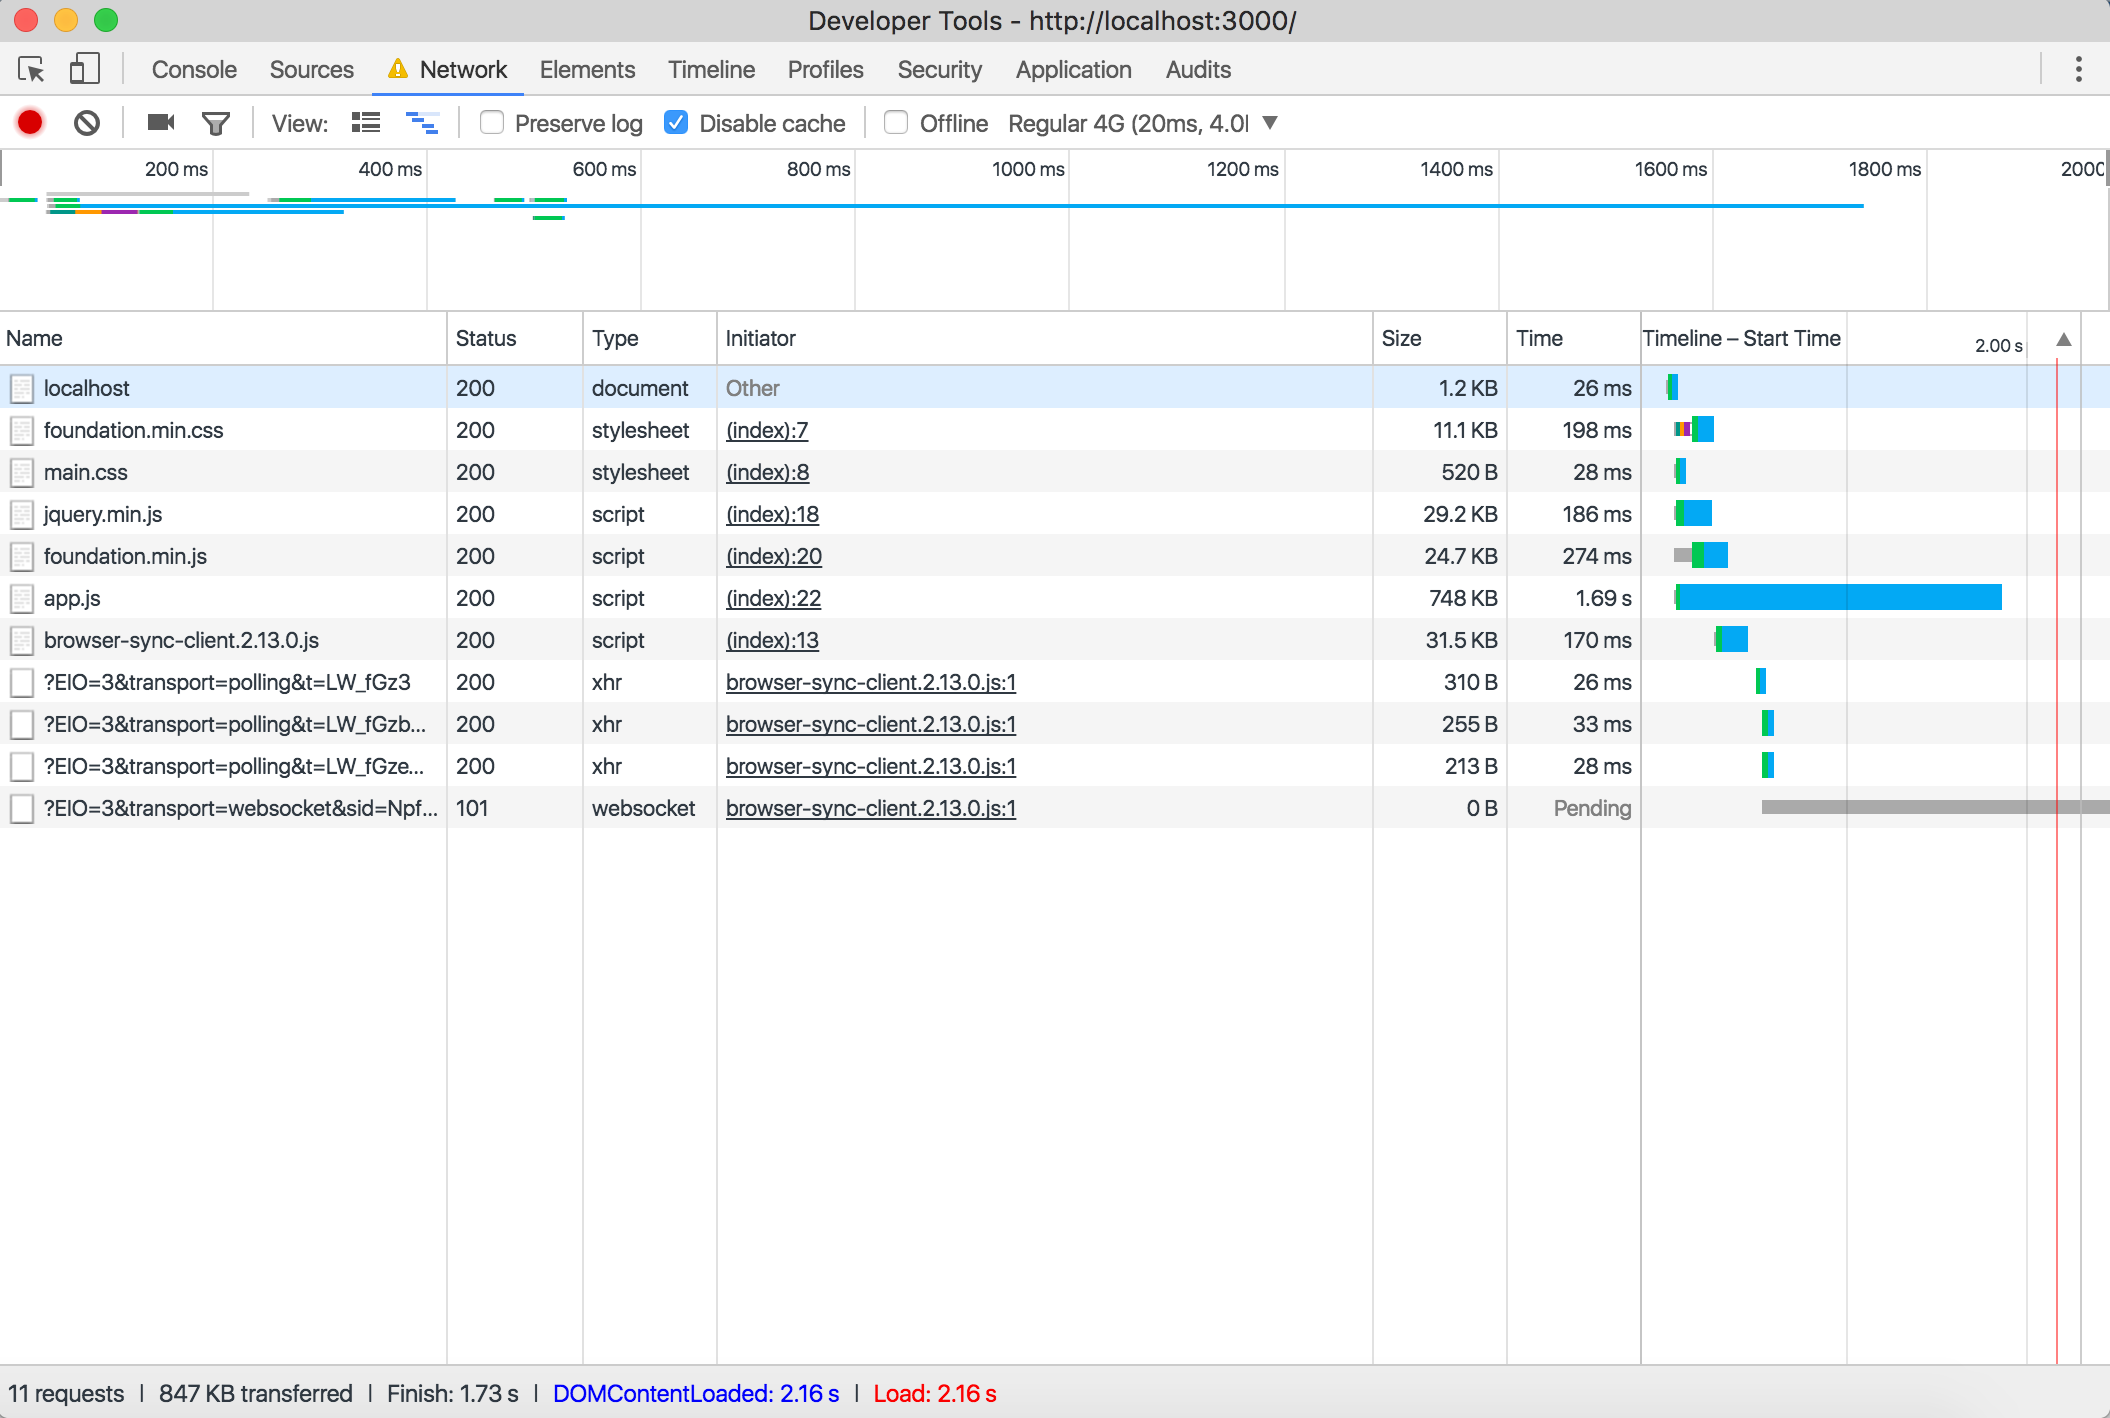 Developer Tools - http://localhost:3000/
Console Sources Network Elements Timeline Profiles Security Application Audits
View: Preserve log Disable cache Offline Regular 4G (20ms, 4.0
200 ms 400 ms 600 ms 800 ms 1000 ms 1200 ms 1400 ms 1600 ms 1800 ms 2000
Name Status Type Initiator Size Time Timeline – Start Time 2.00 s
localhost 200 document Other 1.2 KB 26 ms
foundation.min.css 200 stylesheet (index):7 11.1 KB 198 ms
main.css 200 stylesheet (index):8 520 B 28 ms
jquery.min.js 200 script (index):18 29.2 KB 186 ms
foundation.min.js 200 script (index):20 24.7 KB 274 ms
app.js 200 script (index):22 748 KB 1.69 s
browser-sync-client.2.13.0.js 200 script (index):13 31.5 KB 170 ms
?EIO=3&transport=polling&t=LW_fGz3 200 xhr browser-sync-client.2.13.0.js:1 310 B 26 ms
?EIO=3&transport=polling&t=LW_fGzb... 200 xhr browser-sync-client.2.13.0.js:1 255 B 33 ms
?EIO=3&transport=polling&t=LW_fGze... 200 xhr browser-sync-client.2.13.0.js:1 213 B 28 ms
?EIO=3&transport=websocket&sid=Npf... 101 websocket browser-sync-client.2.13.0.js:1 0 B Pending
11 requests | 847 KB transferred | Finish: 1.73 s | DOMContentLoaded: 2.16 s | Load: 2.16 s